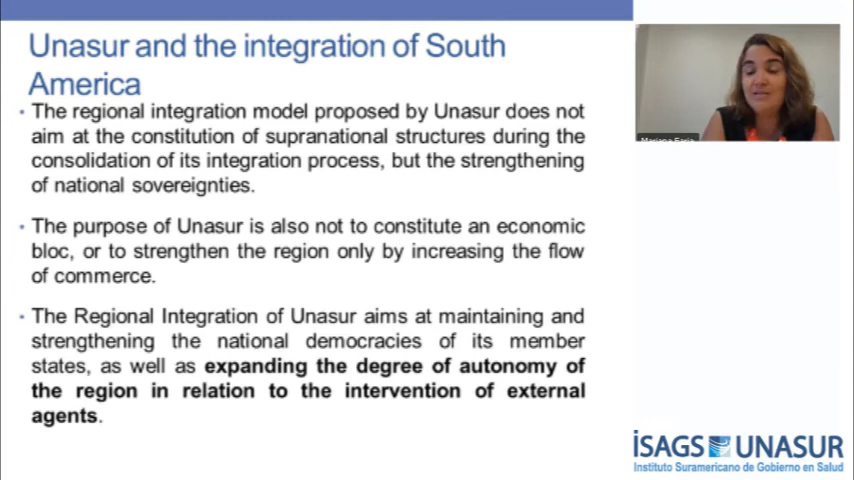 Unasur and the integration of South
America
• The regional integration model proposed by Unasur does not
aim at the constitution of supranational structures during the
consolidation of its integration process, but the strengthening
of national sovereignties.
• The purpose of Unasur is also not to constitute an economic
bloc, or to strengthen the region only by increasing the flow
of commerce.
• The Regional Integration of Unasur aims at maintaining and
strengthening the national democracies of its member
states, as well as expanding the degree of autonomy of
the region in relation to the intervention of external
agents.
Mariana Faria
iSAGS UNASUR
Instituto Suramericano de Gobierno en Salud